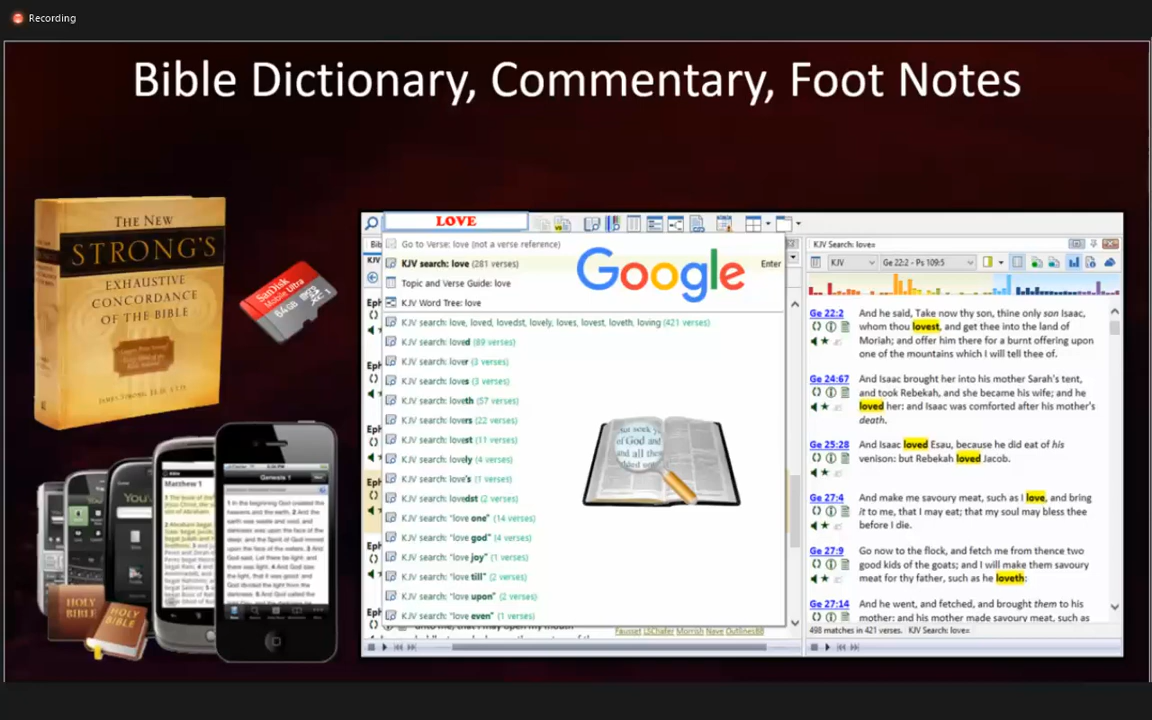 Recording
Bible Dictionary, Commentary, Foot Notes
THE NEW
STRONG'S
EXHAUSTIVE
CONCORDANCE
OF THE BIBLE
SanDisk
Mobile Ultra
64GB
Matthew 1
Genesis 1
HOLY
BIBLE
HOLY
BIBLE
LOVE
Go to Verse: love (not a verse reference)
KJV search: love (281 verses)
Enter
Topic and Verse Guide: love
KJV Word Tree: love
Google
KJV search: love, loved, lovedst, lovely, loves, lovest, loveth, loving (421 verses)
KJV search: loved (89 verses)
KJV search: lover (3 verses)
KJV search: loves (3 verses)
KJV search: loveth (57 verses)
KJV search: lovers (22 verses)
KJV search: lovest (11 verses)
KJV search: lovely (4 verses)
KJV search: love's (1 verses)
KJV search: lovedst (2 verses)
KJV search: "love one" (14 verses)
KJV search: "love god" (4 verses)
KJV search: "love joy" (1 verses)
KJV search: "love till" (2 verses)
KJV search: "love upon" (2 verses)
KJV search: "love even" (1 verses)
of God and
and all the
KJV Search: love=
KJV
Ge 22:2 - Ps 109:5
Ge 22:2 And he said, Take now thy son, thine only son Isaac,
whom thou lovest, and get thee into the land of
Moriah; and offer him there for a burnt offering upon
one of the mountains which I will tell thee of.
Ge 24:67 And Isaac brought her into his mother Sarah's tent,
and took Rebekah, and she became his wife; and he
loved her: and Isaac was comforted after his mother's
death.
Ge 25:28 And Isaac loved Esau, because he did eat of his
venison: but Rebekah loved Jacob.
Ge 27:4 And make me savoury meat, such as I love, and bring
it to me, that I may eat; that my soul may bless thee
before I die.
Ge 27:9 Go now to the flock, and fetch me from thence two
good kids of the goats; and I will make them savoury
meat for thy father, such as he loveth:
Ge 27:14 And he went, and fetched, and brought them to his
mother: and his mother made savoury meat, such as
498 matches in 421 verses. KJV Search: love=